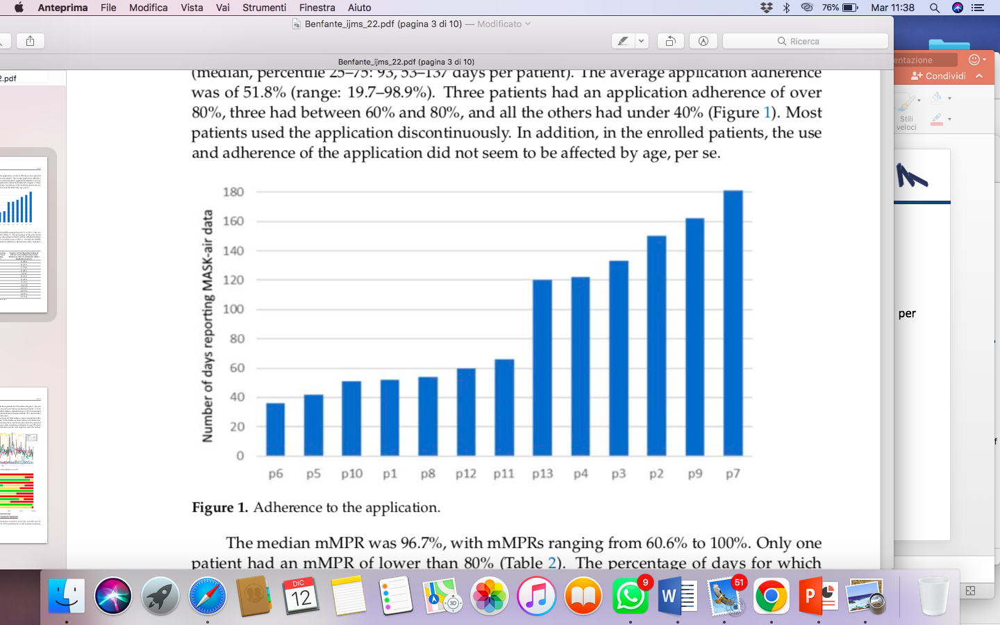 Anteprima File Modifica Vista Vai Strumenti Finestra Aiuto 76% Mar 11:38
Benfante_ijms_22.pdf (pagina 3 di 10) — Modificato
Ricerca
Benfante_ijms_22.pdf (pagina 3 di 10)
2.pdf
entazione
Condividi
Stili
veloci
per
f
(median, percentile 25–75: 93, 53–137 days per patient). The average application adherence
was of 51.8% (range: 19.7–98.9%). Three patients had an application adherence of over
80%, three had between 60% and 80%, and all the others had under 40% (Figure 1). Most
patients used the application discontinuously. In addition, in the enrolled patients, the use
and adherence of the application did not seem to be affected by age, per se.
Number of days reporting MASK-air data
180
160
140
120
100
80
60
40
20
0
p6 p5 p10 p1 p8 p12 p11 p13 p4 p3 p2 p9 p7
Figure 1. Adherence to the application.
The median mMPR was 96.7%, with mMPRs ranging from 60.6% to 100%. Only one
patient had an mMPR of lower than 80% (Table 2). The percentage of days for which
DIC
12
3D
9
W
51
P